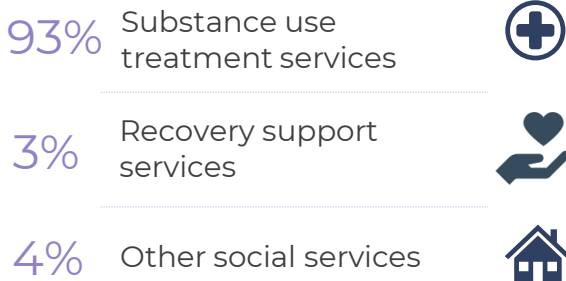 93%
Substance use
treatment services
3%
Recovery support
services
4%
Other social services